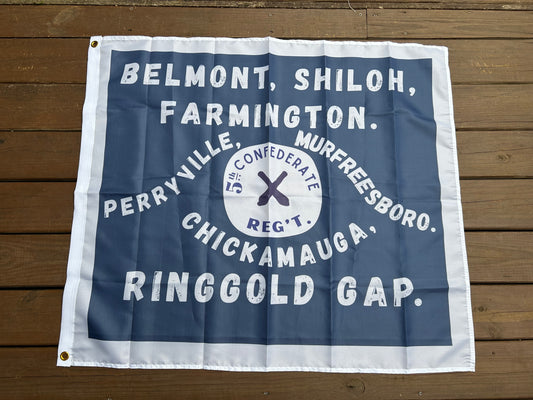 BELMONT, SHILOH,
FARMINGTON.
PERRYVILLE,
MURFREESBORO.
5th CONFEDERATE
X
REG'T.
CHICKAMAUGA,
RINGGOLD GAP.